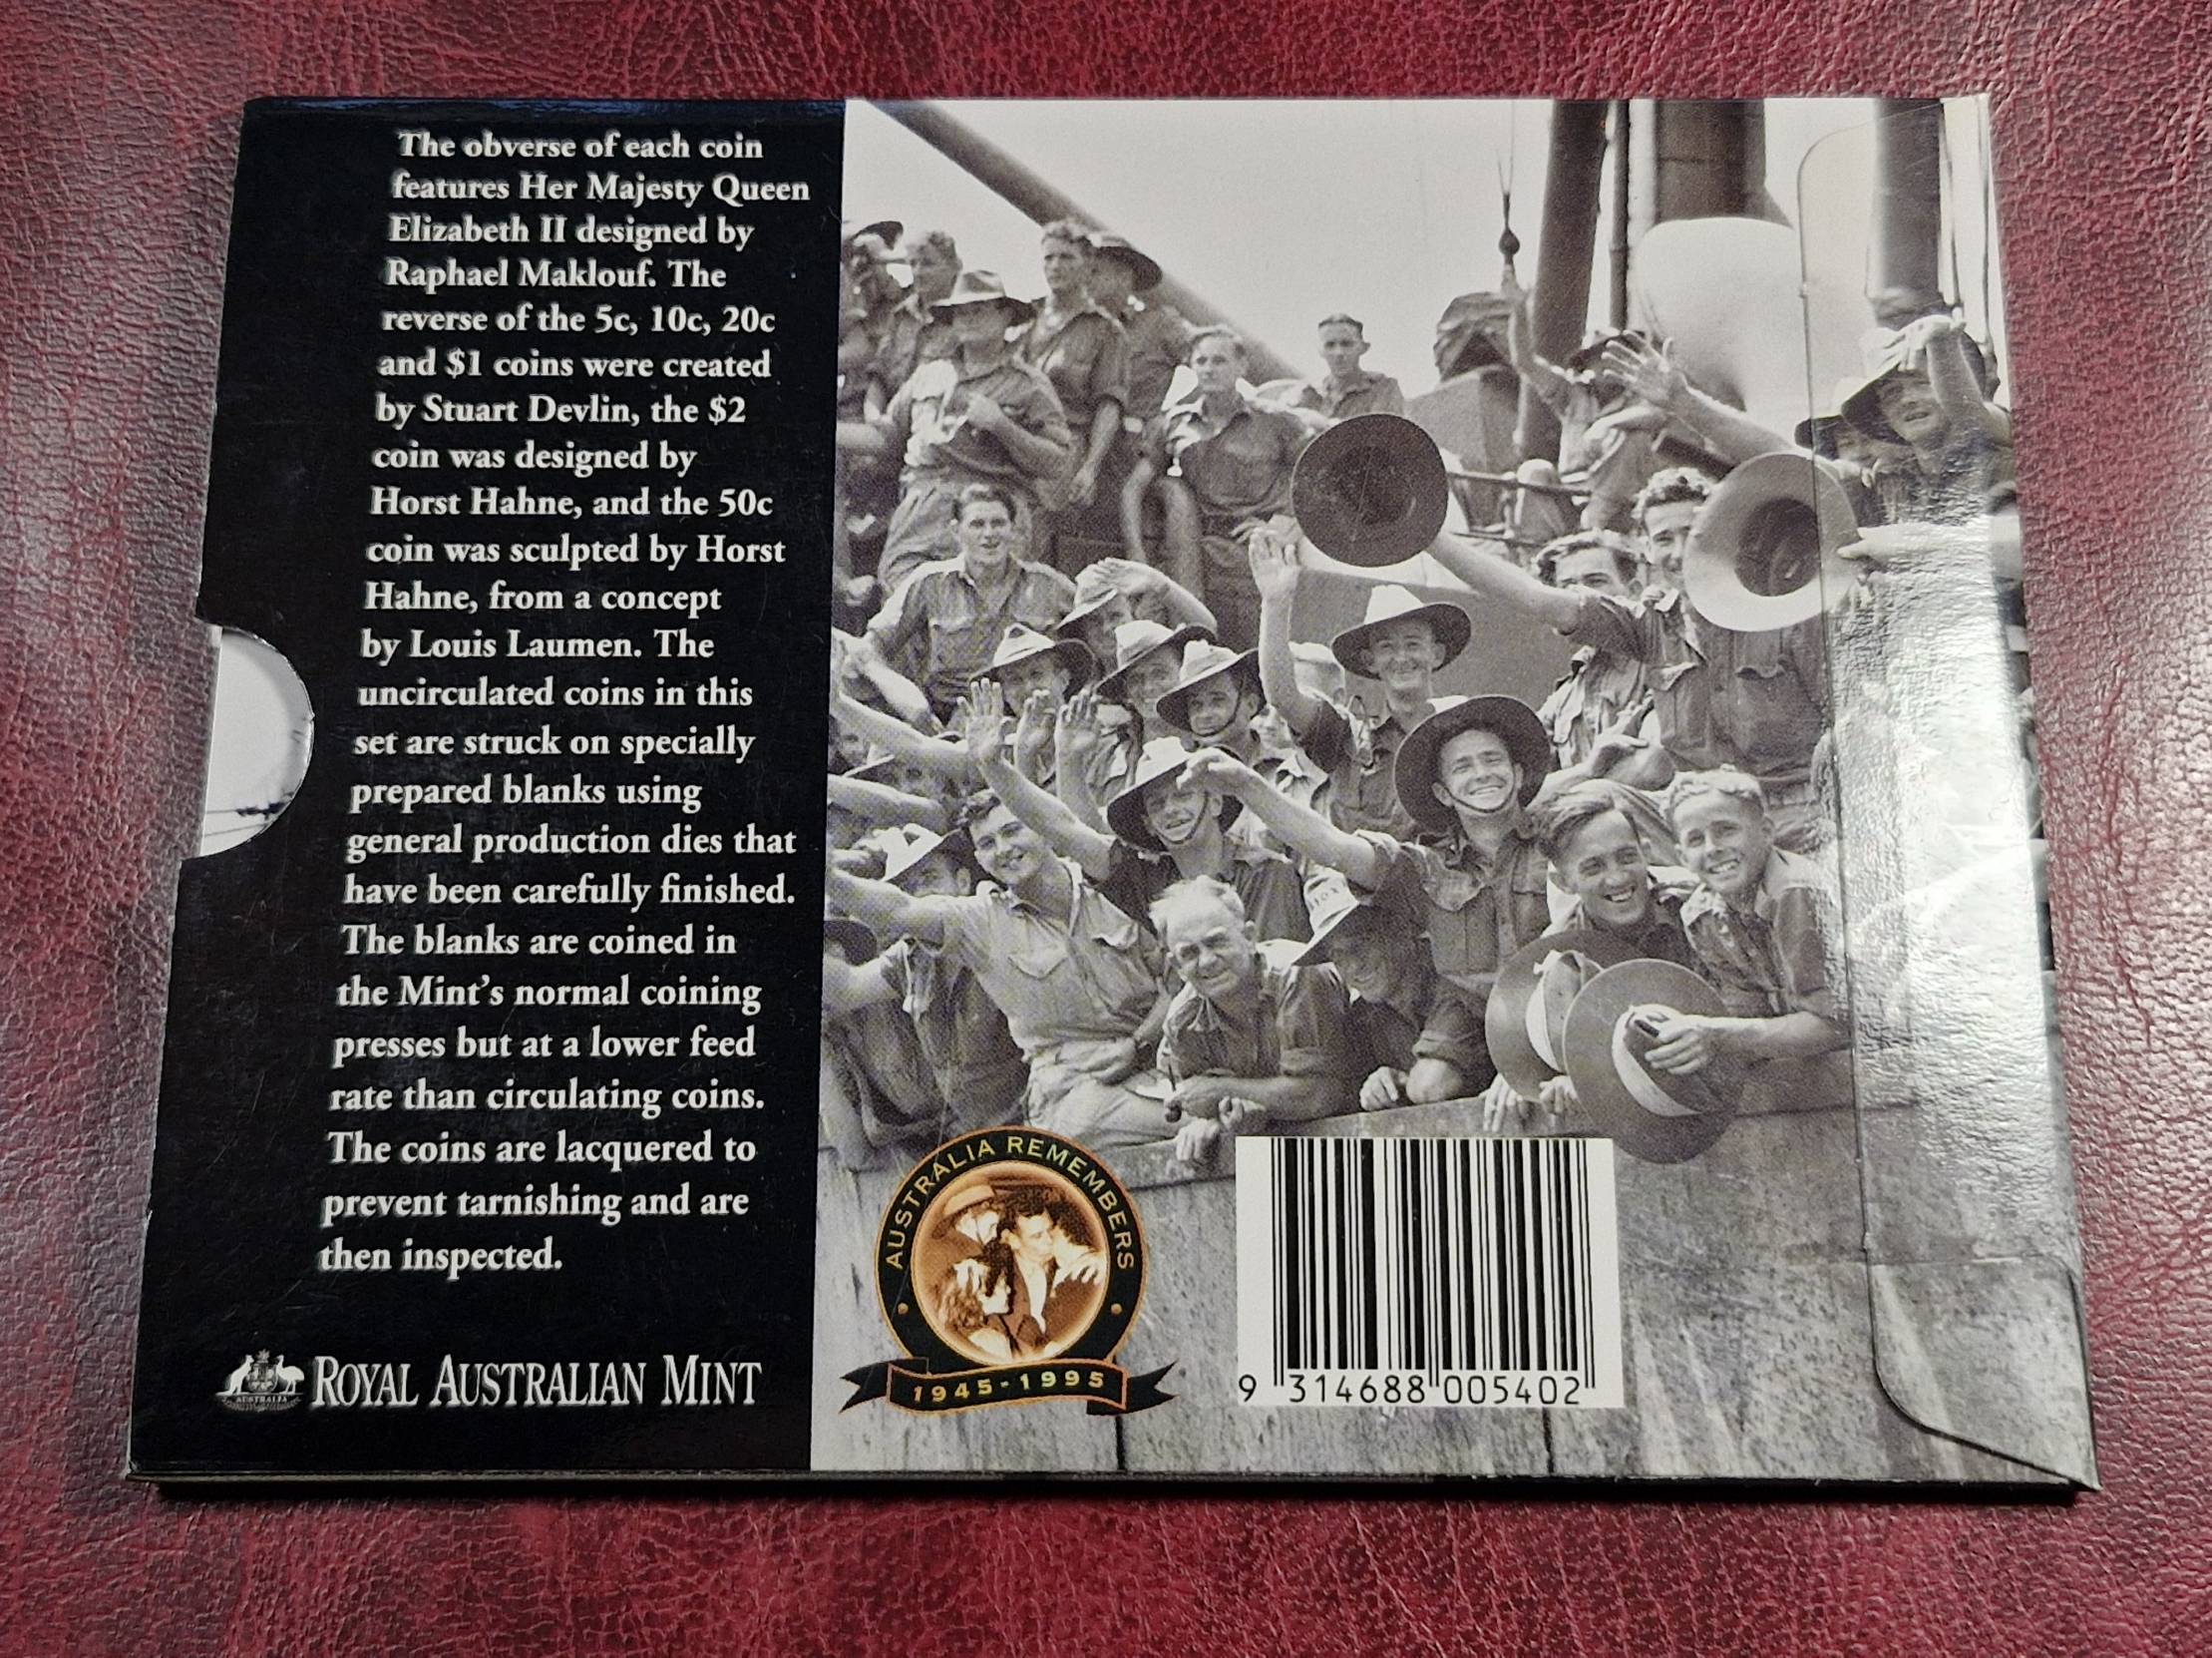 The obverse of each coin
features Her Majesty Queen
Elizabeth II designed by
Raphael Maklouf. The
reverse of the 5c, 10c, 20c
and $1 coins were created
by Stuart Devlin, the $2
coin was designed by
Horst Hahne, and the 50c
coin was sculpted by Horst
Hahne, from a concept
by Louis Laumen. The
uncirculated coins in this
set are struck on specially
prepared blanks using
general production dies that
have been carefully finished.
The blanks are coined in
the Mint's normal coining
presses but at a lower feed
rate than circulating coins.
The coins are lacquered to
prevent tarnishing and are
then inspected.
AUSTRALIA
ROYAL AUSTRALIAN MINT
AUSTRALIA REMEMBERS
1945-1995
9 314688 005402